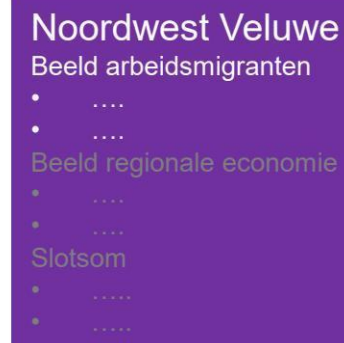 Noordwest Veluwe
Beeld arbeidsmigranten
• ….
• ….
Beeld regionale economie
• ….
• ….
Slotsom
• …..
• …..